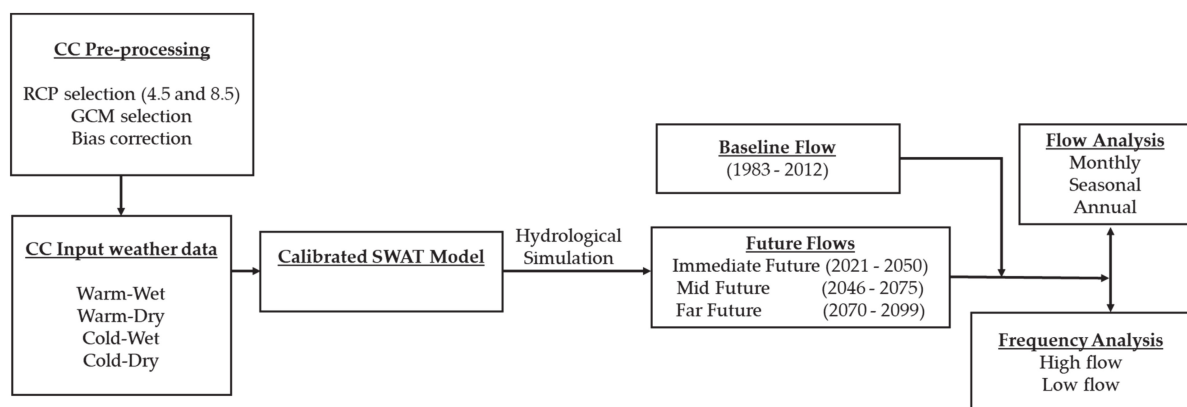 CC Pre-processing
RCP selection (4.5 and 8.5)
GCM selection
Bias correction
CC Input weather data
Warm-Wet
Warm-Dry
Cold-Wet
Cold-Dry
Calibrated SWAT Model
Hydrological
Simulation
Baseline Flow
(1983 - 2012)
Future Flows
Immediate Future (2021 - 2050)
Mid Future (2046 - 2075)
Far Future (2070 - 2099)
Flow Analysis
Monthly
Seasonal
Annual
Frequency Analysis
High flow
Low flow